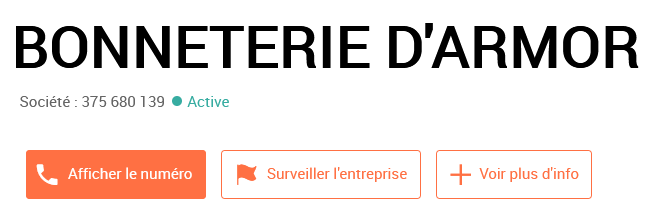 BONNETERIE D'ARMOR
Société : 375 680 139 Active
Afficher le numéro Surveiller l'entreprise Voir plus d'info